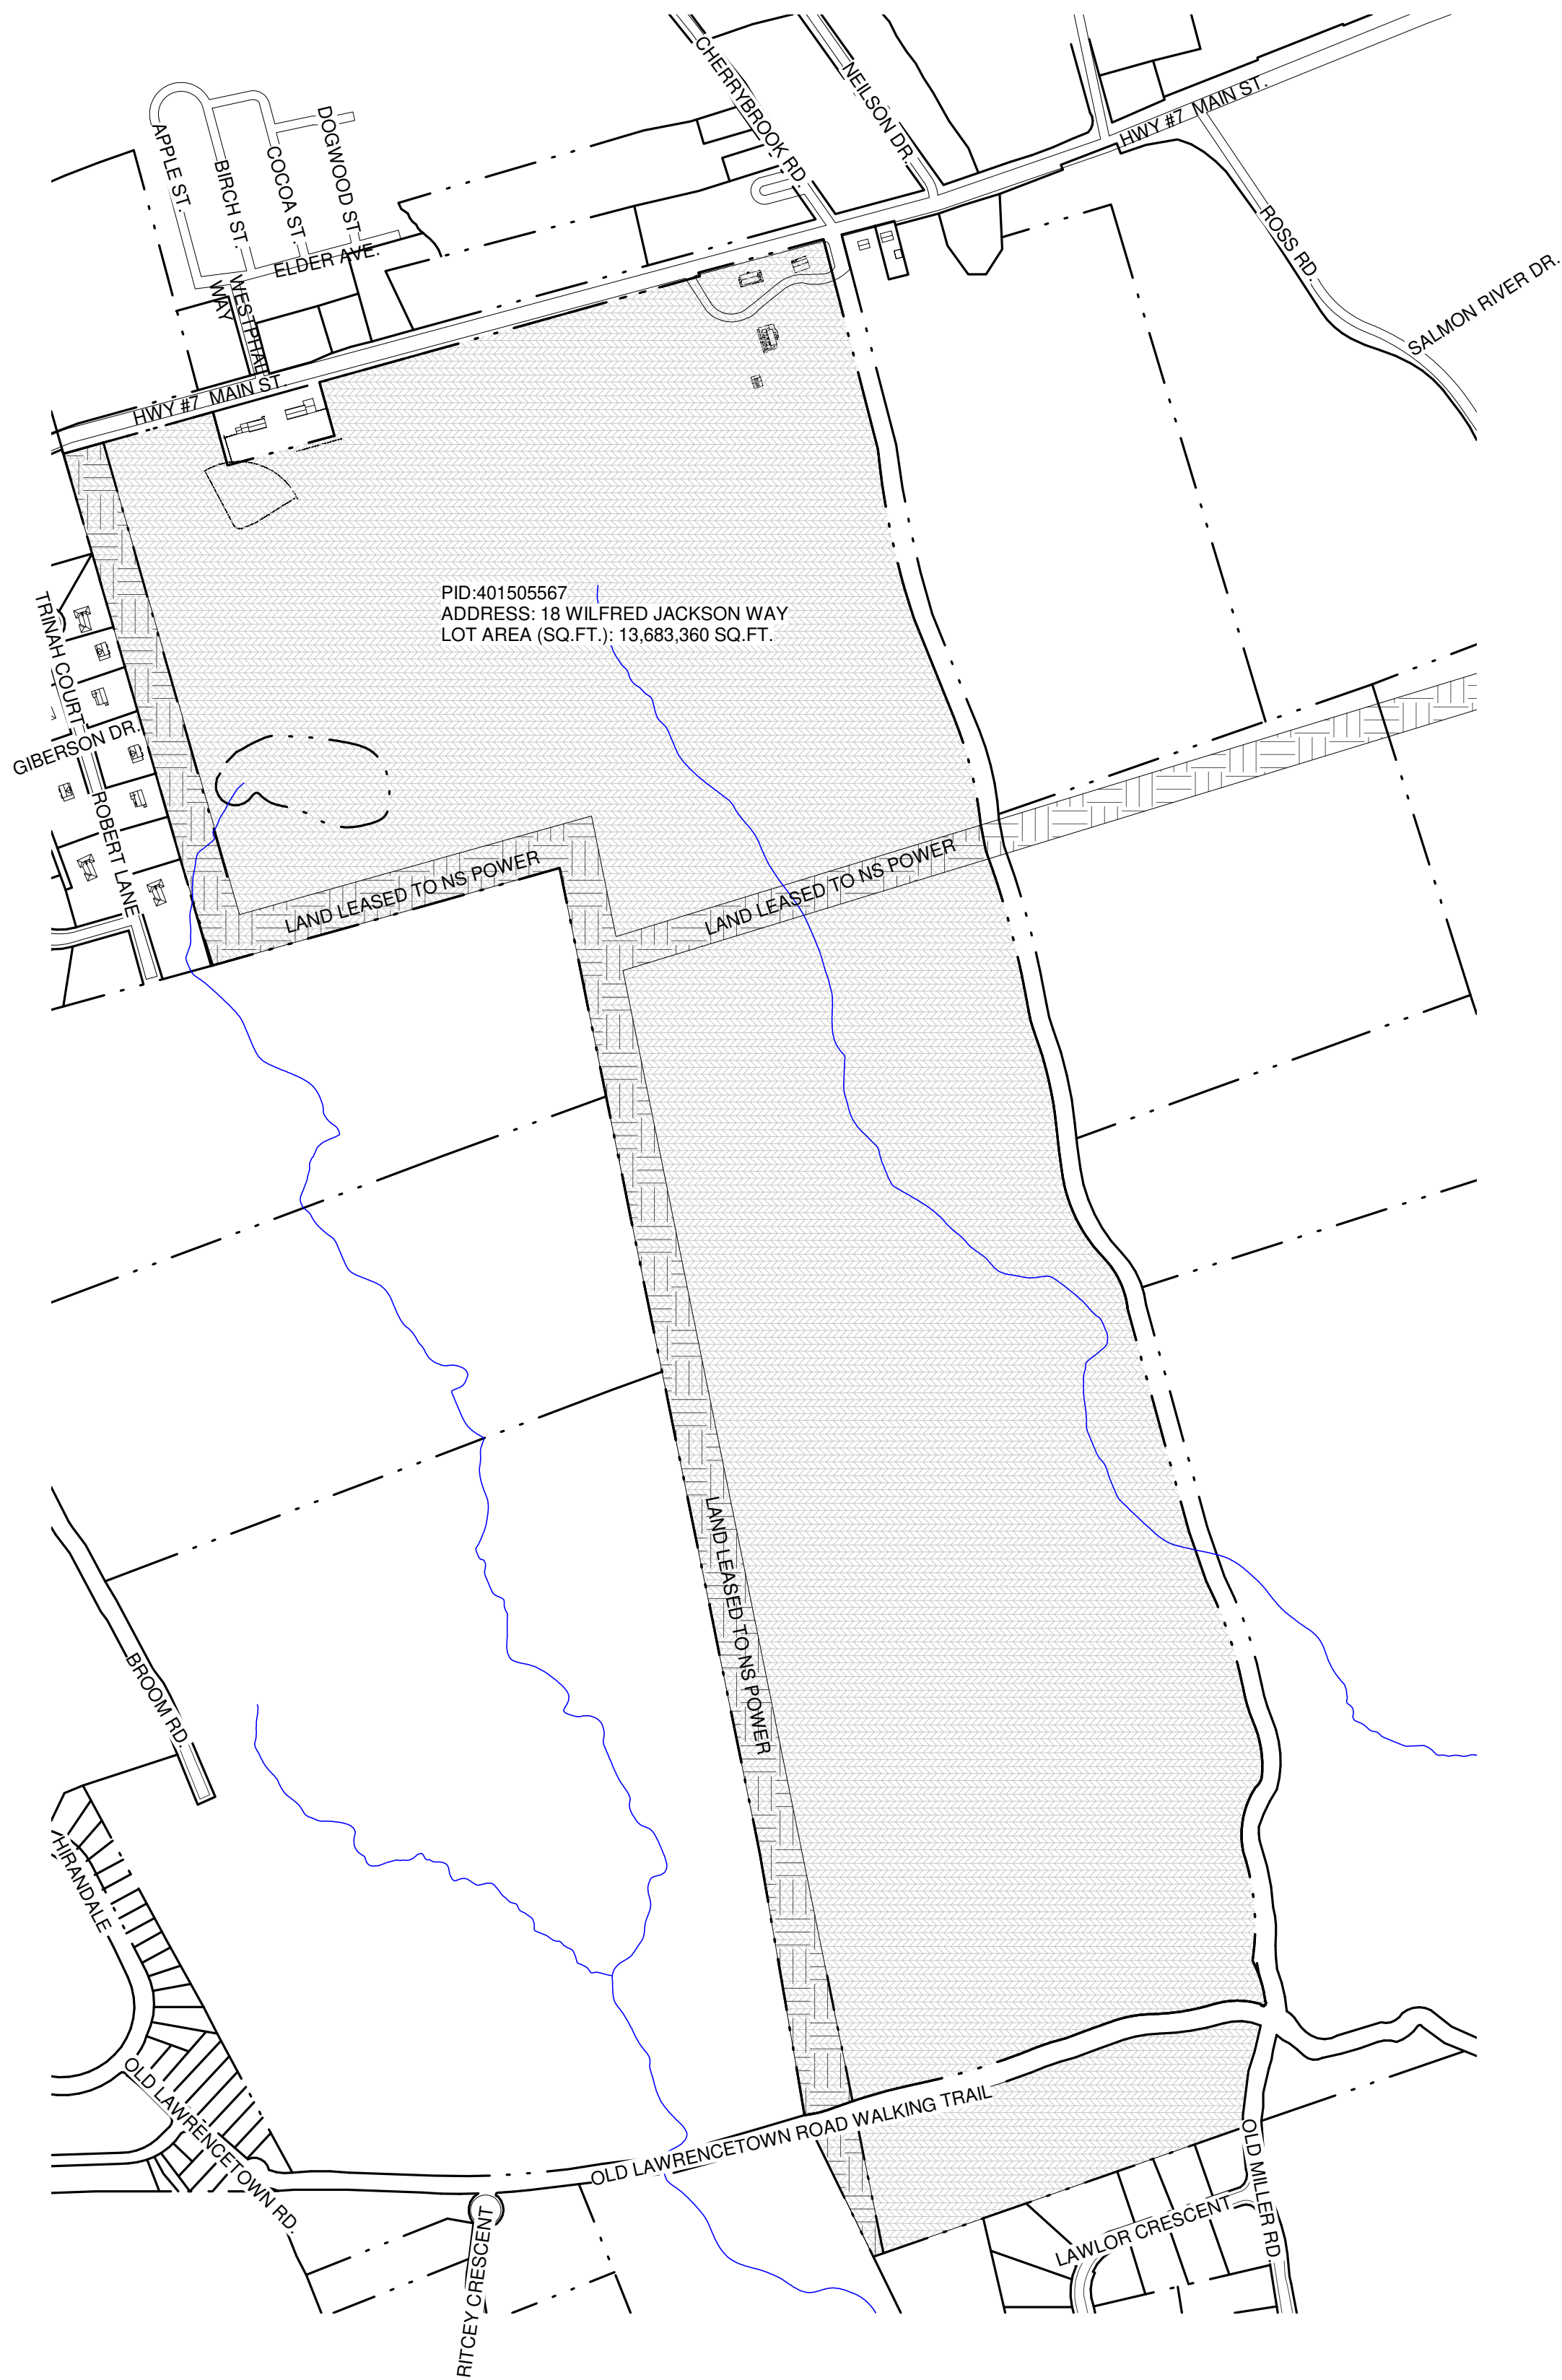 CHERRYBROOK RD.
NEILSON DR.
HWY #7 MAIN ST.
APPLE ST.
BIRCH ST.
COCOA ST.
DOGWOOD ST.
ELDER AVE.
WESTPHAL
WAY
ROSS RD.
SALMON RIVER DR.
HWY #7 MAIN ST.
PID:401505567
ADDRESS: 18 WILFRED JACKSON WAY
LOT AREA (SQ.FT.): 13,683,360 SQ.FT.
TRINAH COURT
GIBERSON DR.
ROBERT LANE
LAND LEASED TO NS POWER
LAND LEASED TO NS POWER
LAND LEASED TO NS POWER
BROOM RD.
HIRANDALE
OLD LAWRENCETOWN RD.
OLD LAWRENCETOWN ROAD WALKING TRAIL
RITCEY CRESCENT
LAWLOR CRESCENT
OLD MILLER RD.